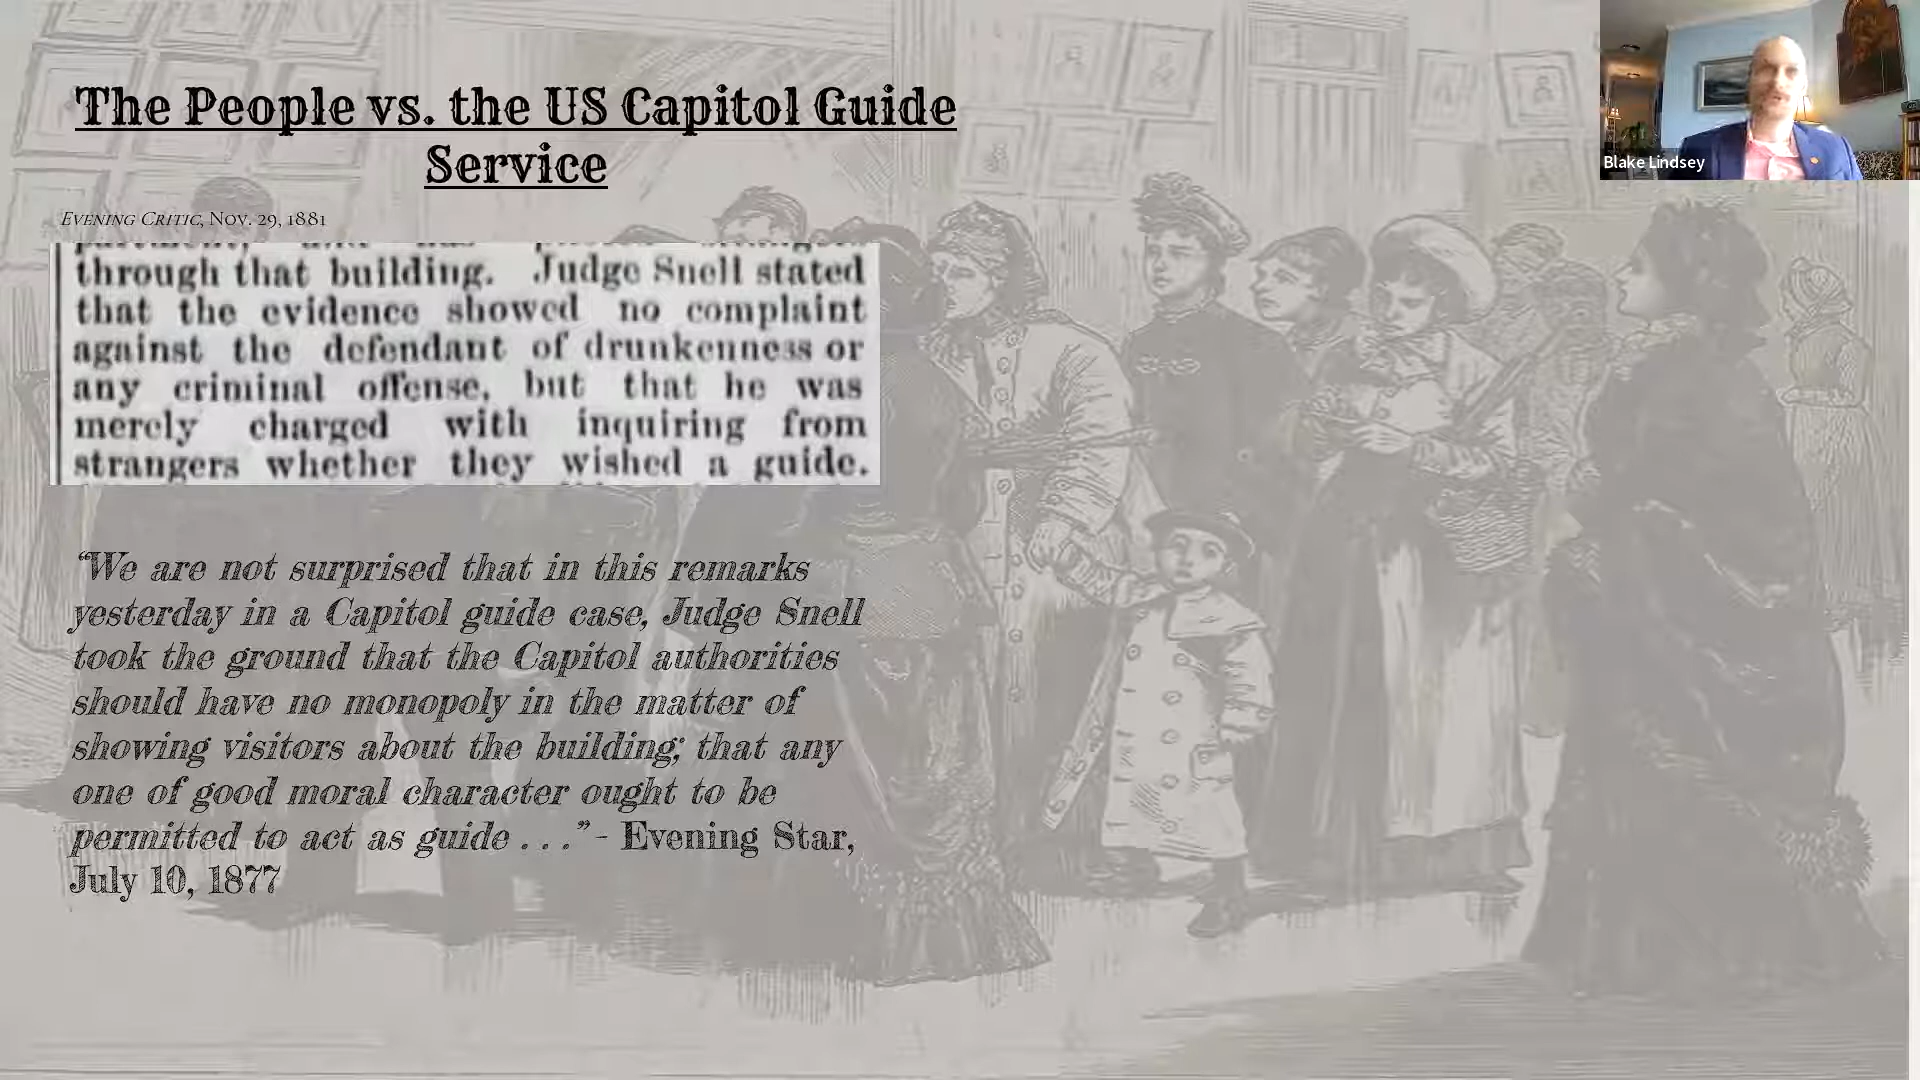 The People vs. the US Capitol Guide
Service
Blake Lindsey
Evening Critic, Nov. 29, 1881
through that building. Judge Snell stated
that the evidence showed no complaint
against the defendant of drunkenness or
any criminal offense, but that he was
merely charged with inquiring from
strangers whether they wished a guide.
“We are not surprised that in this remarks
yesterday in a Capitol guide case, Judge Snell
took the ground that the Capitol authorities
should have no monopoly in the matter of
showing visitors about the building; that any
one of good moral character ought to be
permitted to act as guide . . .” - Evening Star,
July 10, 1877